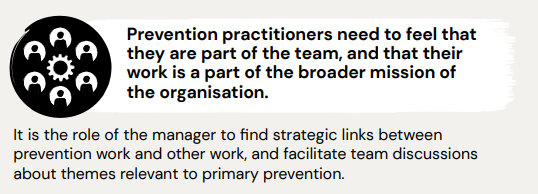 Prevention practitioners need to feel that
they are part of the team, and that their
work is a part of the broader mission of
the organisation.
It is the role of the manager to find strategic links between
prevention work and other work, and facilitate team discussions
about themes relevant to primary prevention.